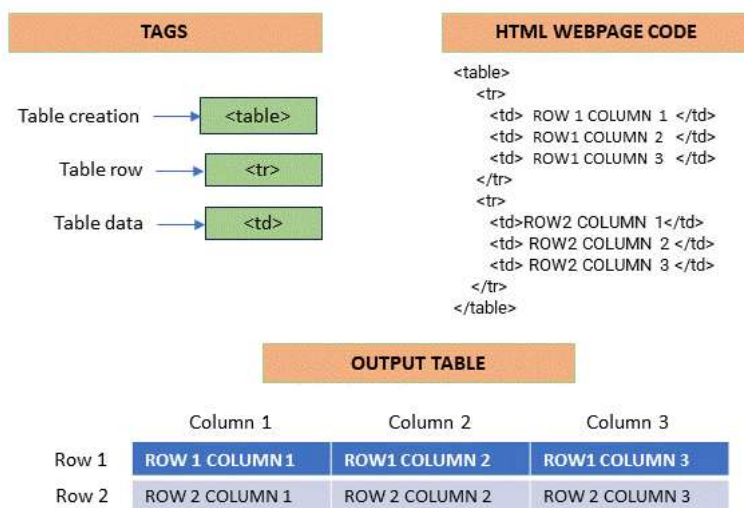 TAGS
Table creation <table>
Table row <tr>
Table data <td>
HTML WEBPAGE CODE
<table>
<tr>
<td> ROW 1 COLUMN 1 </td>
<td> ROW1 COLUMN 2 </td>
<td> ROW1 COLUMN 3 </td>
</tr>
<tr>
<td>ROW2 COLUMN 1</td>
<td> ROW2 COLUMN 2 </td>
<td> ROW2 COLUMN 3 </td>
</tr>
</table>
OUTPUT TABLE
Column 1 Column 2 Column 3
Row 1 ROW 1 COLUMN 1 ROW1 COLUMN 2 ROW1 COLUMN 3
Row 2 ROW 2 COLUMN 1 ROW 2 COLUMN 2 ROW 2 COLUMN 3